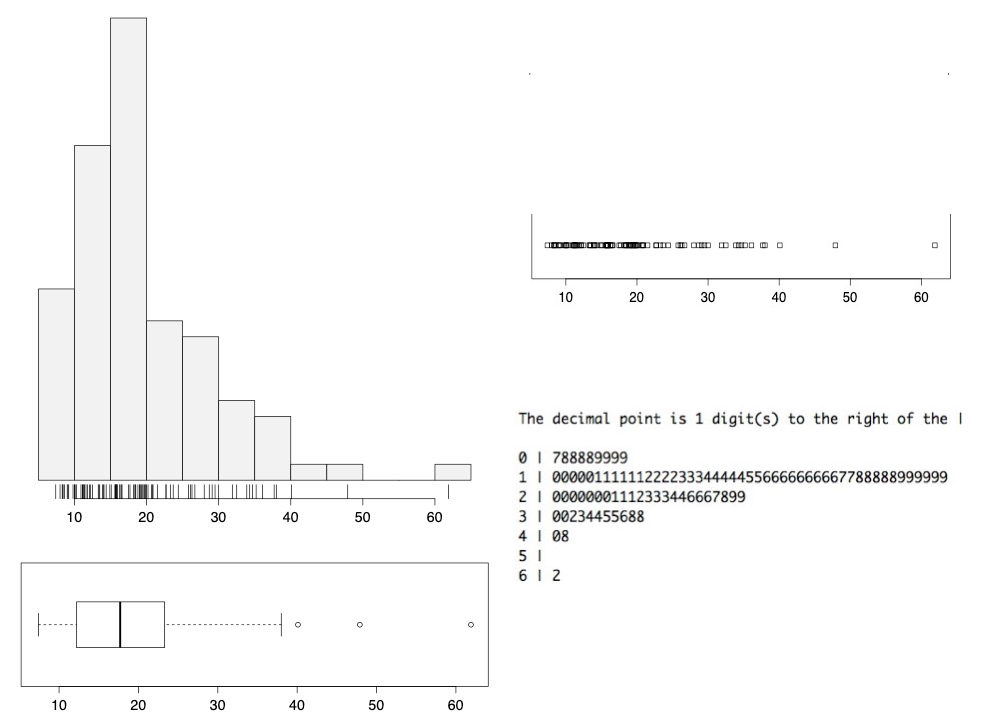 10 20 30 40 50 60
The decimal point is 1 digit(s) to the right of the |
0 | 788889999
1 | 00000111111222233344444556666666667788888999999
2 | 00000001112333446667899
3 | 00234455688
4 | 08
5 |
6 | 2
10 20 30 40 50 60
10 20 30 40 50 60